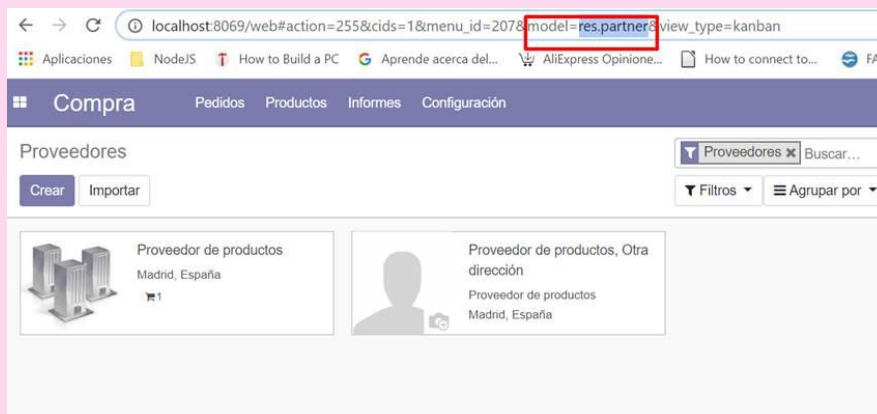 localhost:8069/web#action=255&cids=1&menu_id=207&model=res.partner&view_type=kanban
Aplicaciones NodeJS How to Build a PC Aprende acerca del... AliExpress Opinione... How to connect to... FA
Compra Pedidos Productos Informes Configuración
Proveedores Proveedores Buscar...
Crear Importar Filtros Agrupar por
Proveedor de productos
Madrid, España
1
Proveedor de productos, Otra
dirección
Proveedor de productos
Madrid, España